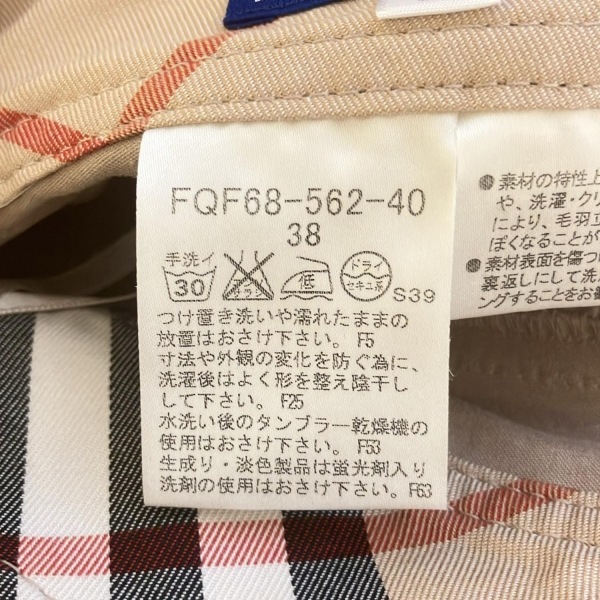 FQF68-562-40
38
手洗イ
30
エンソサラシ
低
ドライ
セキユ系
S39
つけ置き洗いや濡れたままの
放置はおさけ下さい。F5
寸法や外観の変化を防ぐ為に、
洗濯後はよく形を整え陰干し
して下さい。F25
水洗い後のタンブラー乾燥機の
使用はおさけ下さい。F53
生成り・淡色製品は蛍光剤入り
洗剤の使用はおさけ下さい。F63
●素材の特性上
や、洗濯・クリ
により、毛羽立
ぽくなることが
●素材表面を傷つけ
裏返しにして洗
ングすることをお勧